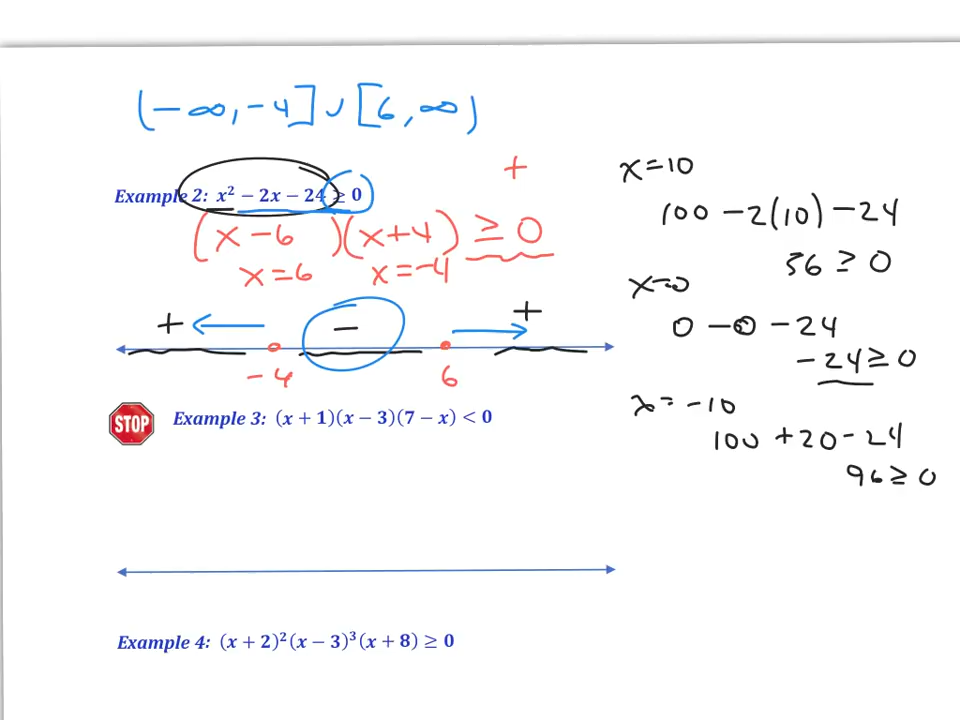 (-∞, -4] ∪ [6, ∞)
Example 2: x² − 2x − 24 ≥ 0
+
(x − 6)(x + 4) ≥ 0
x = 6 x = -4
+ − +
-4 6
STOP Example 3: (x + 1)(x − 3)(7 − x) < 0
Example 4: (x + 2)²(x − 3)³(x + 8) ≥ 0
x = 10
100 − 2(10) − 24
56 ≥ 0
x = 0
0 − 0 − 24
-24 ≥ 0
x = -10
100 + 20 - 24
96 ≥ 0